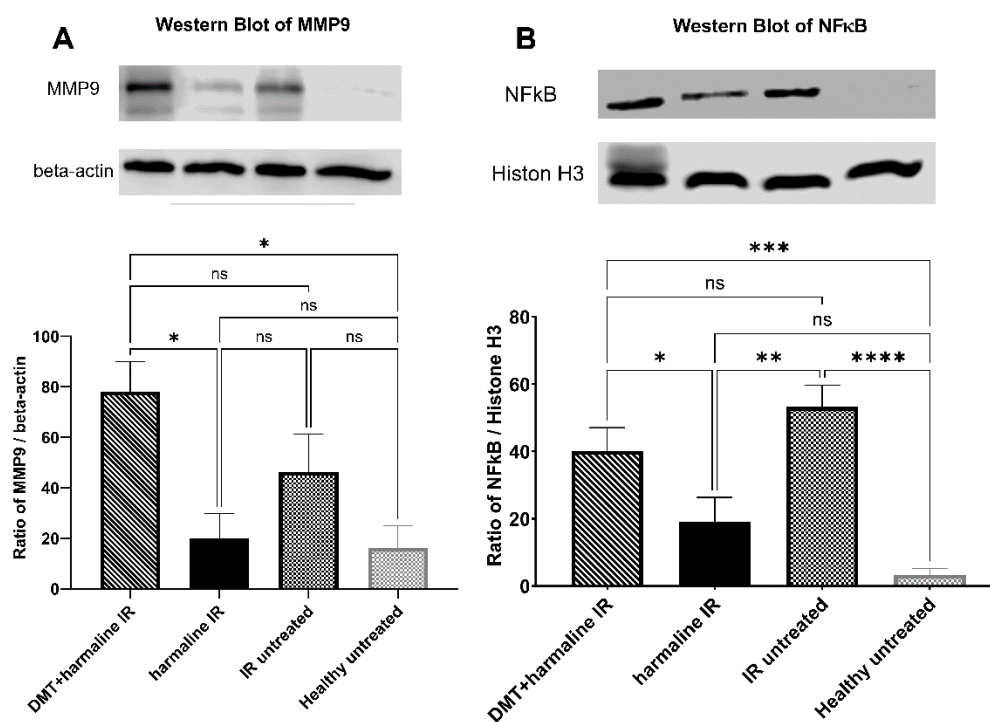 A
Western Blot of MMP9
MMP9
beta-actin
*
ns
ns
*
ns
ns
Ratio of MMP9 / beta-actin
100
80
60
40
20
0
DMT+harmaline IR
harmaline IR
IR untreated
Healthy untreated
B
Western Blot of NFκB
NFkB
Histon H3
***
ns
ns
*
**
****
Ratio of NFkB / Histone H3
80
60
40
20
0
DMT+harmaline IR
harmaline IR
IR untreated
Healthy untreated